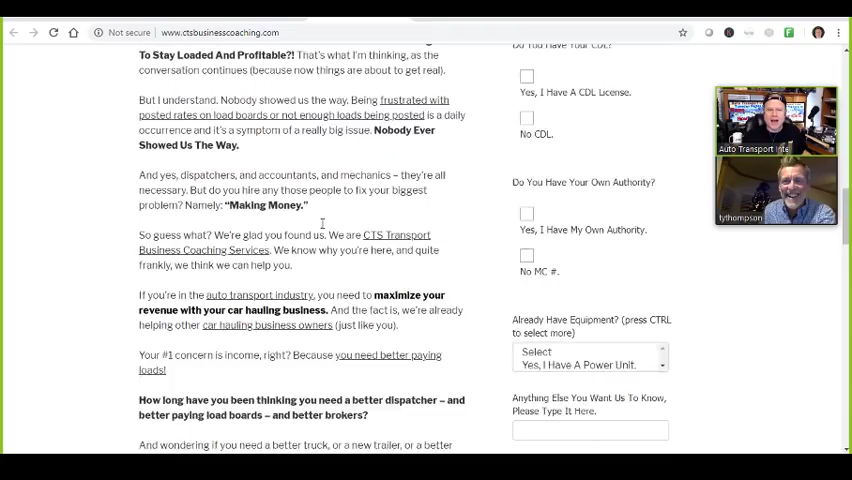 Not secure
www.ctsbusinesscoaching.com
To Stay Loaded And Profitable?! That's what I'm thinking, as the
conversation continues (because now things are about to get real).
But I understand. Nobody showed us the way. Being frustrated with
posted rates on load boards or not enough loads being posted is a daily
occurrence and it's a symptom of a really big issue. Nobody Ever
Showed Us The Way.
And yes, dispatchers, and accountants, and mechanics – they're all
necessary. But do you hire any those people to fix your biggest
problem? Namely: “Making Money.”
So guess what? We're glad you found us. We are CTS Transport
Business Coaching Services. We know why you're here, and quite
frankly, we think we can help you.
If you're in the auto transport industry, you need to maximize your
revenue with your car hauling business. And the fact is, we're already
helping other car hauling business owners (just like you).
Your #1 concern is income, right? Because you need better paying
loads!
How long have you been thinking you need a better dispatcher – and
better paying load boards – and better brokers?
And wondering if you need a better truck, or a new trailer, or a better
Do You Have Your CDL?
Yes, I Have A CDL License.
No CDL.
Do You Have Your Own Authority?
Yes, I Have My Own Authority.
No MC #.
Already Have Equipment? (press CTRL
to select more)
Select
Yes, I Have A Power Unit.
Anything Else You Want Us To Know,
Please Type It Here.
Auto Transport Inte
tythompson